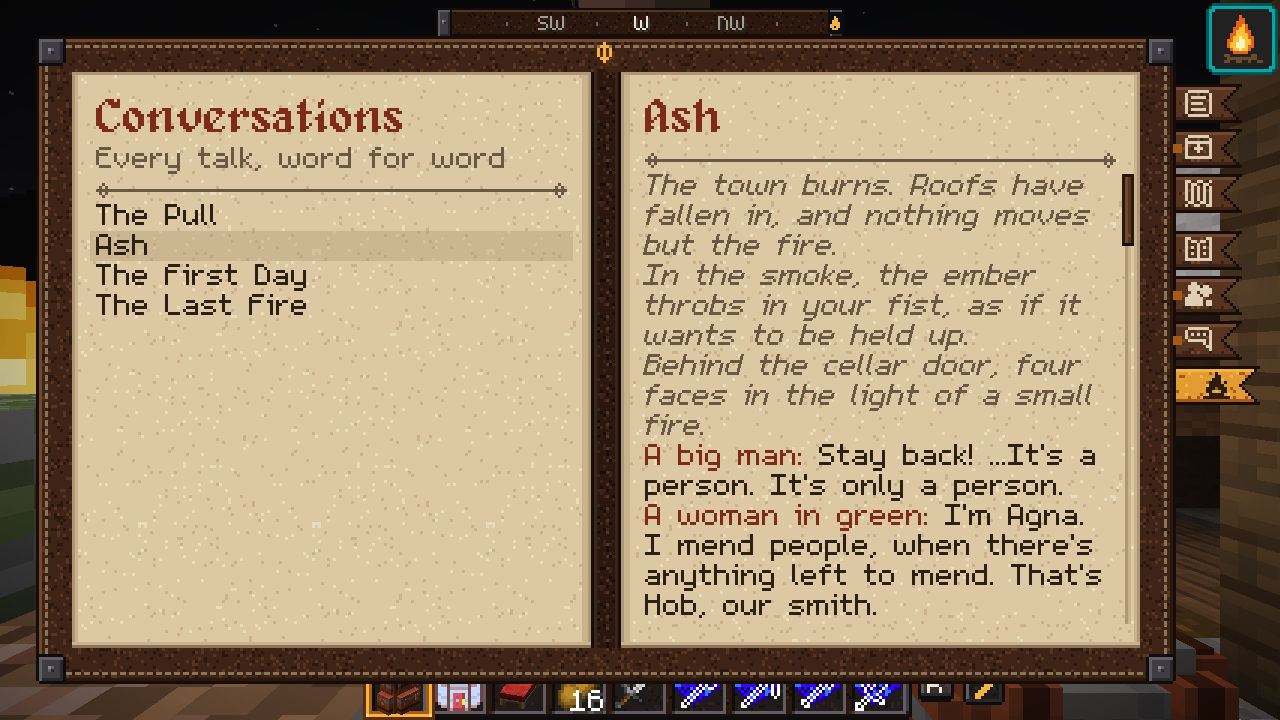 SW W NW
Conversations
Every talk, word for word
The Pull
Ash
The First Day
The Last Fire
Ash
The town burns. Roofs have
fallen in, and nothing moves
but the fire.
In the smoke, the ember
throbs in your fist, as if it
wants to be held up.
Behind the cellar door, four
faces in the light of a small
fire.
A big man: Stay back! ...It's a
person. It's only a person.
A woman in green: I'm Agna.
I mend people, when there's
anything left to mend. That's
Hob, our smith.
16